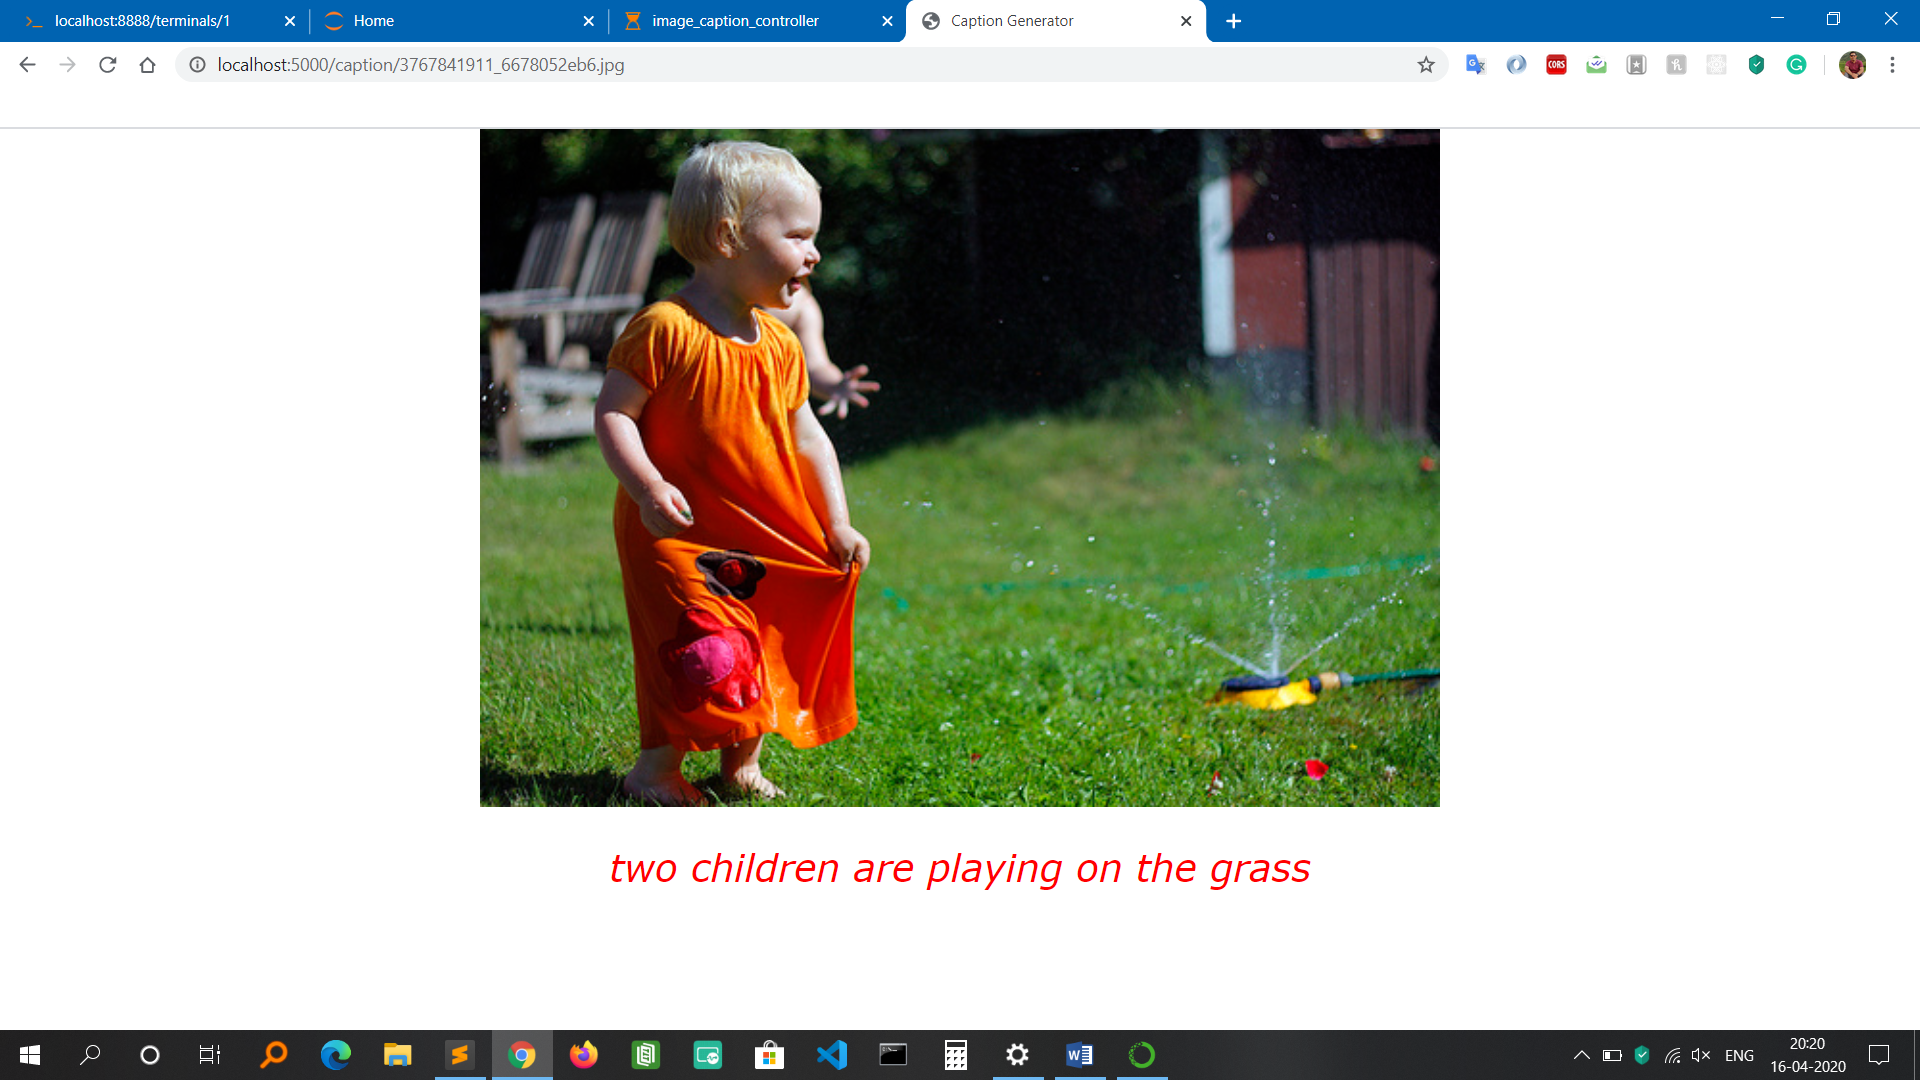 localhost:8888/terminals/1
Home
image_caption_controller
Caption Generator
localhost:5000/caption/3767841911_6678052eb6.jpg
CORS
two children are playing on the grass
ENG
20:20
16-04-2020